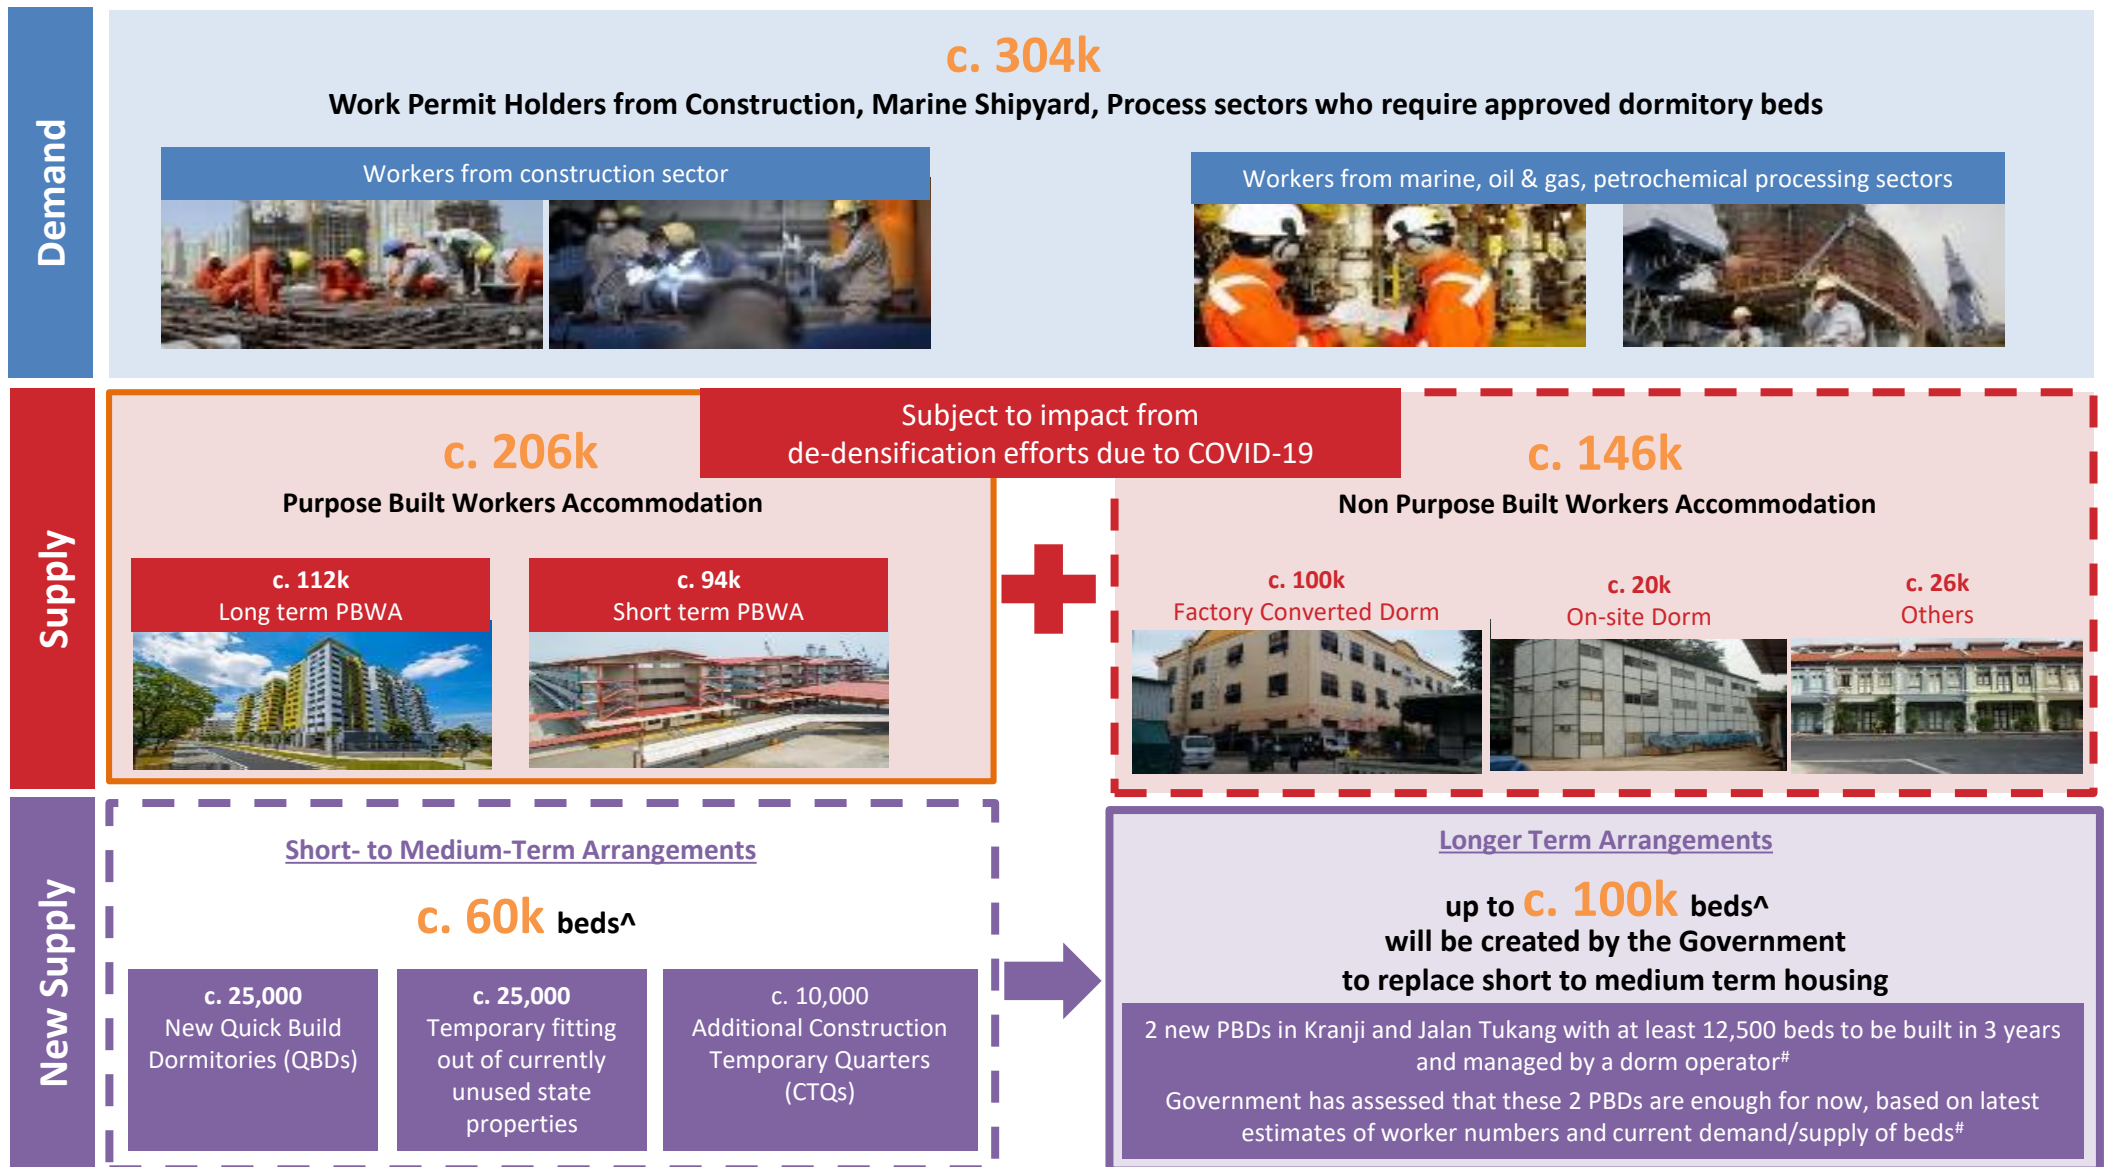 Demand
c. 304k
Work Permit Holders from Construction, Marine Shipyard, Process sectors who require approved dormitory beds
Workers from construction sector
Workers from marine, oil & gas, petrochemical processing sectors
Supply
Subject to impact from
de-densification efforts due to COVID-19
c. 206k
Purpose Built Workers Accommodation
c. 112k
Long term PBWA
c. 94k
Short term PBWA
c. 146k
Non Purpose Built Workers Accommodation
c. 100k
Factory Converted Dorm
c. 20k
On-site Dorm
c. 26k
Others
New Supply
Short- to Medium-Term Arrangements
c. 60k beds^
c. 25,000
New Quick Build
Dormitories (QBDs)
c. 25,000
Temporary fitting
out of currently
unused state
properties
c. 10,000
Additional Construction
Temporary Quarters
(CTQs)
Longer Term Arrangements
up to c. 100k beds^
will be created by the Government
to replace short to medium term housing
2 new PBDs in Kranji and Jalan Tukang with at least 12,500 beds to be built in 3 years
and managed by a dorm operator#
Government has assessed that these 2 PBDs are enough for now, based on latest
estimates of worker numbers and current demand/supply of beds#